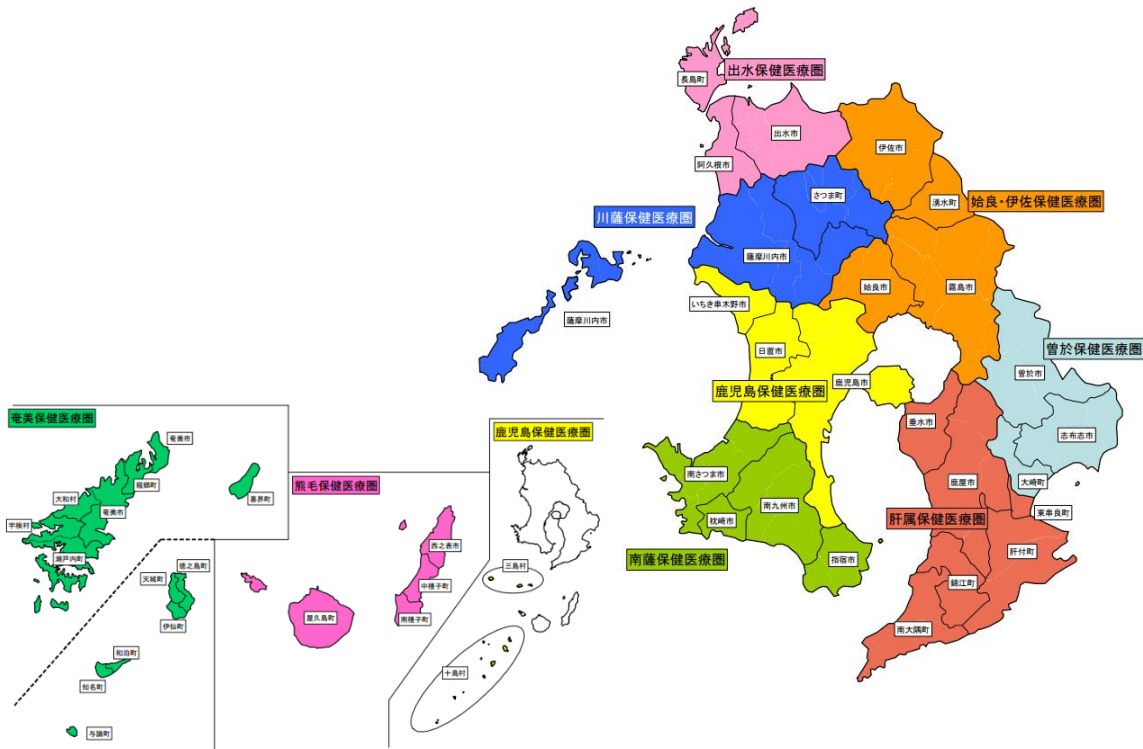 出水保健医療圏
長島町
出水市
阿久根市
伊佐市
湧水町
姶良・伊佐保健医療圏
さつま町
川薩保健医療圏
薩摩川内市
姶良市
霧島市
いちき串木野市
薩摩川内市
日置市
曽於保健医療圏
曽於市
鹿児島保健医療圏
鹿児島市
垂水市
志布志市
奄美保健医療圏
奄美市
鹿児島保健医療圏
南さつま市
鹿屋市
大崎町
龍郷町
喜界町
熊毛保健医療圏
大和村
奄美市
宇検村
南九州市
枕崎市
東串良町
肝属保健医療圏
西之表市
瀬戸内町
南薩保健医療圏
指宿市
肝付町
徳之島町
天城町
三島村
中種子町
錦江町
屋久島町
南種子町
伊仙町
南大隅町
和泊町
知名町
十島村
与論町